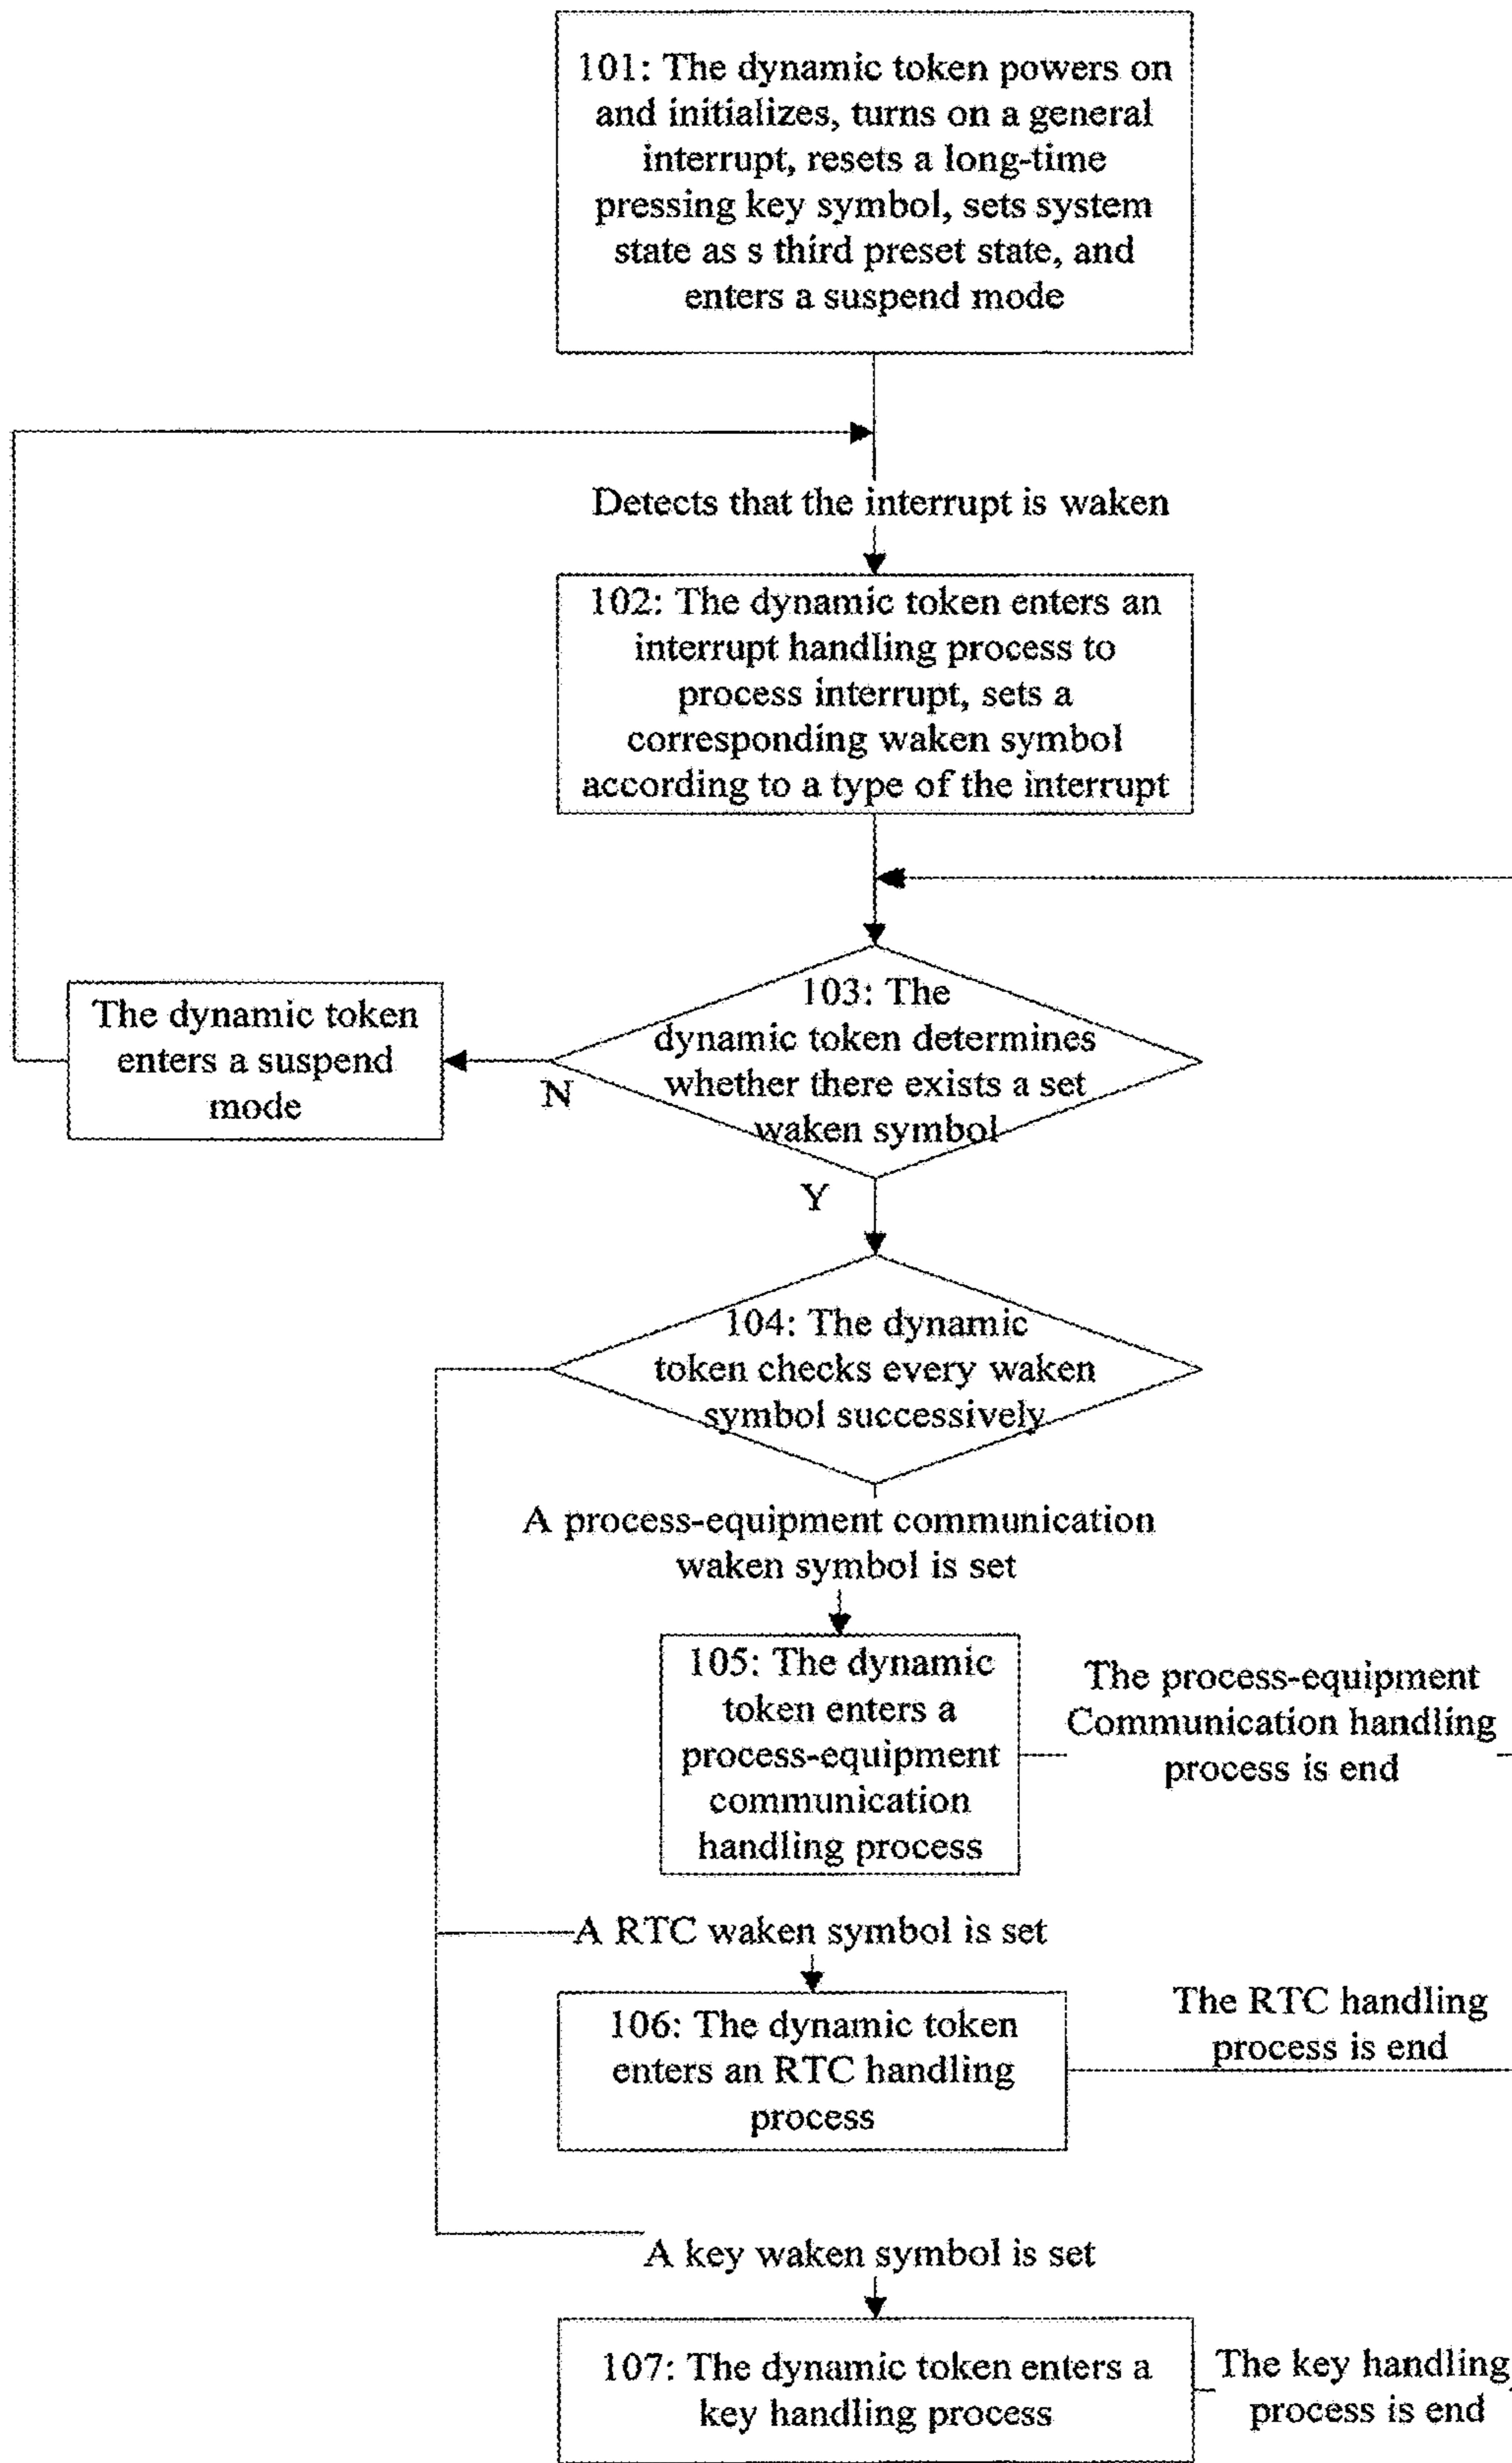 101: The dynamic token powers on
and initializes, turns on a general
interrupt, resets a long-time
pressing key symbol, sets system
state as s third preset state, and
enters a suspend mode
Detects that the interrupt is waken
102: The dynamic token enters an
interrupt handling process to
process interrupt, sets a
corresponding waken symbol
according to a type of the interrupt
103: The
dynamic token determines
whether there exists a set
waken symbol
N
The dynamic token
enters a suspend
mode
Y
104: The dynamic
token checks every waken
symbol successively
A process-equipment communication
waken symbol is set
105: The dynamic
token enters a
process-equipment
communication
handling process
The process-equipment
Communication handling
process is end
A RTC waken symbol is set
106: The dynamic token
enters an RTC handling
process
The RTC handling
process is end
A key waken symbol is set
107: The dynamic token enters a
key handling process
The key handling
process is end